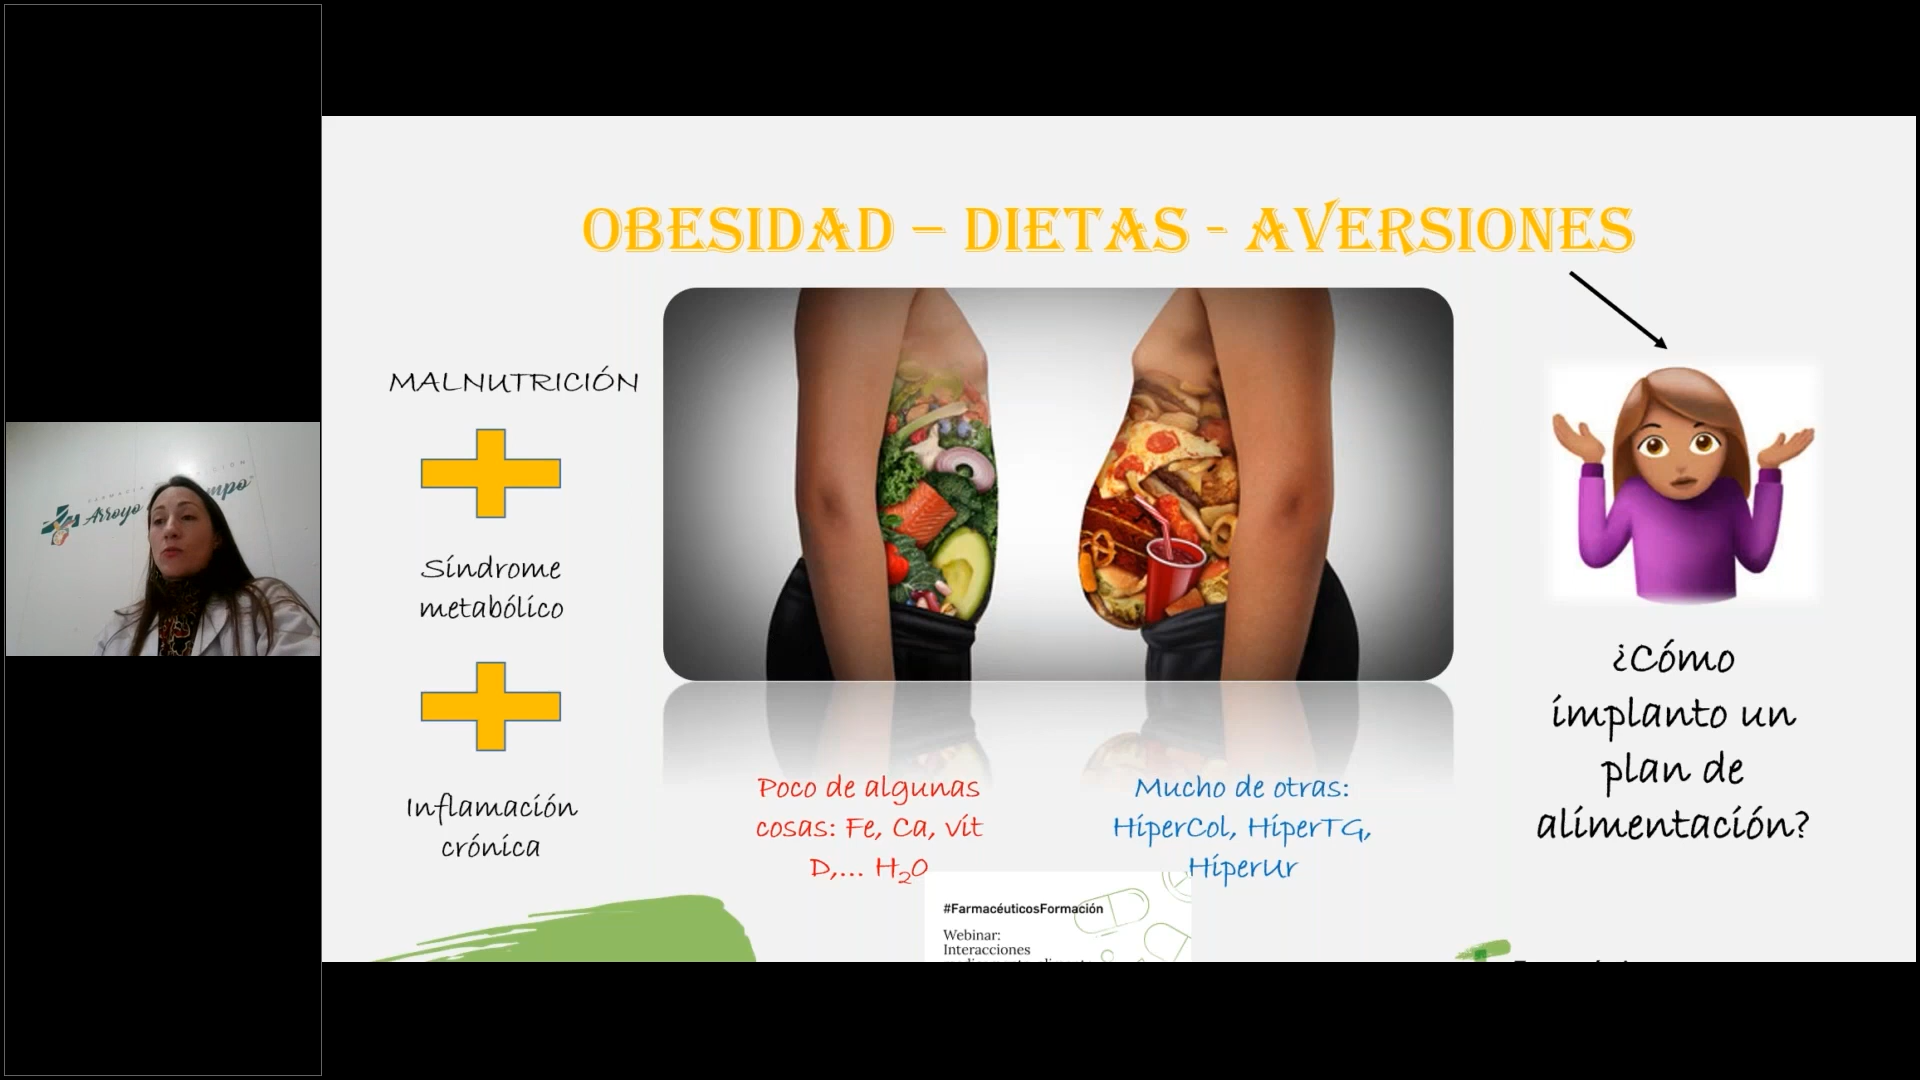 OBESIDAD – DIETAS - AVERSIONES
MALNUTRICIÓN
Síndrome
metabólico
Inflamación
crónica
Poco de algunas
cosas: Fe, Ca, vit
D,... H₂O
Mucho de otras:
HiperCol, HiperTG,
HiperUr
¿Cómo
implanto un
plan de
alimentación?
#FarmacéuticosFormación
Webinar:
Interacciones
Arroyo